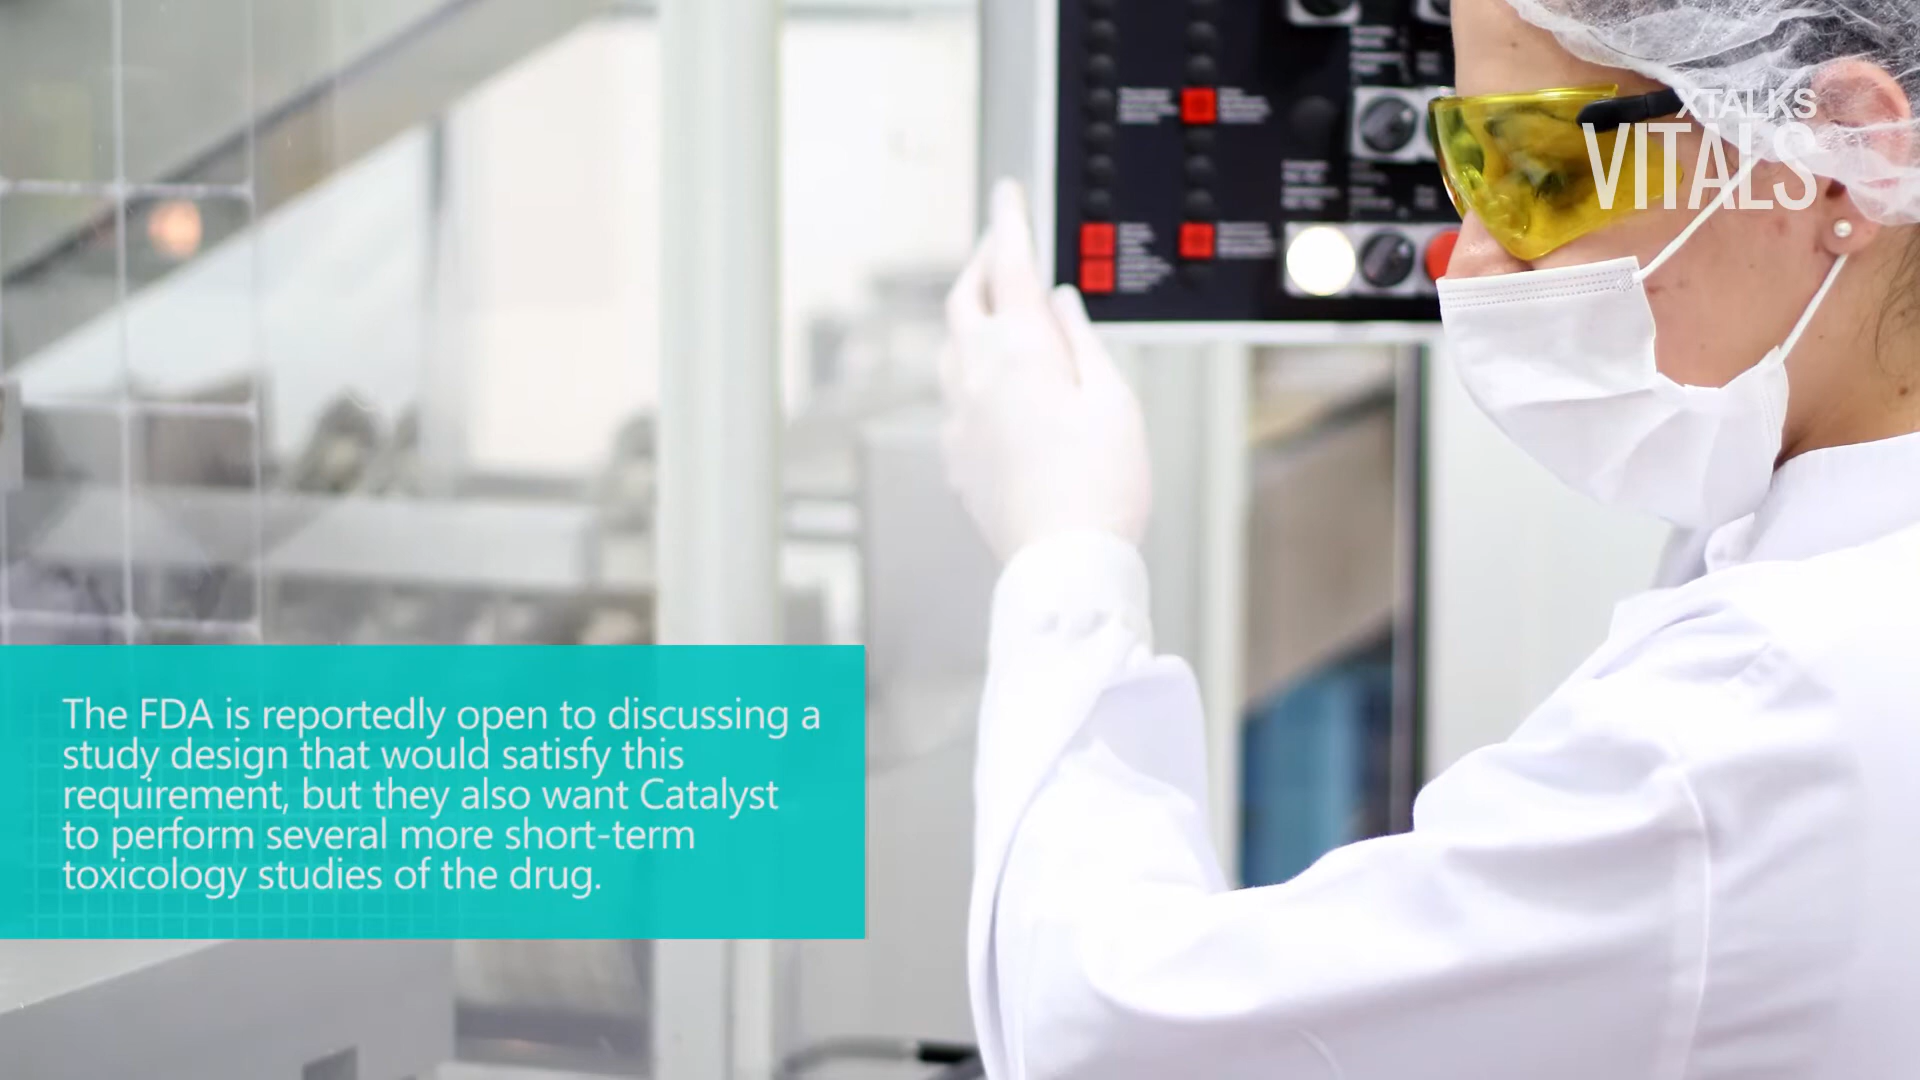 XTALKS
VITALS
The FDA is reportedly open to discussing a
study design that would satisfy this
requirement, but they also want Catalyst
to perform several more short-term
toxicology studies of the drug.